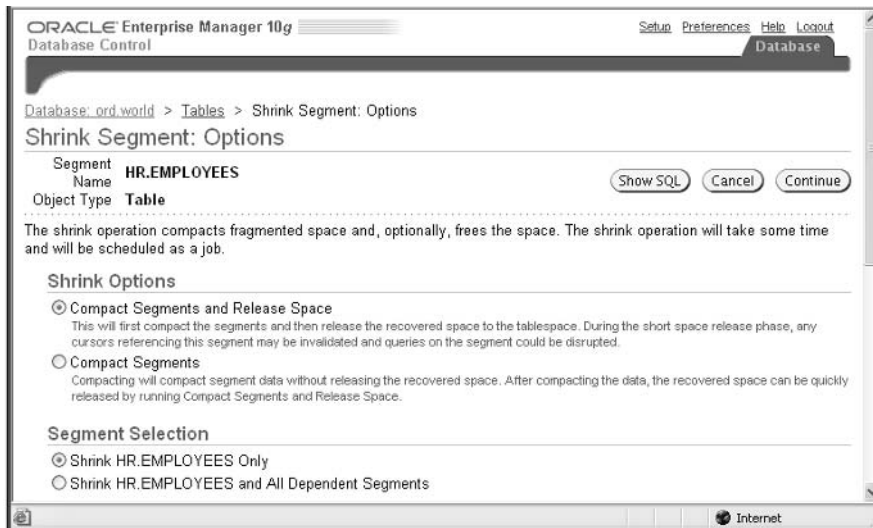 ORACLE Enterprise Manager 10g
Database Control
Setup Preferences Help Logout
Database
Database: ord.world > Tables > Shrink Segment: Options
Shrink Segment: Options
Segment Name HR.EMPLOYEES
Object Type Table
Show SQL Cancel Continue
The shrink operation compacts fragmented space and, optionally, frees the space. The shrink operation will take some time
and will be scheduled as a job.
Shrink Options
Compact Segments and Release Space
This will first compact the segments and then release the recovered space to the tablespace. During the short space release phase, any
cursors referencing this segment may be invalidated and queries on the segment could be disrupted.
Compact Segments
Compacting will compact segment data without releasing the recovered space. After compacting the data, the recovered space can be quickly
released by running Compact Segments and Release Space.
Segment Selection
Shrink HR.EMPLOYEES Only
Shrink HR.EMPLOYEES and All Dependent Segments
Internet